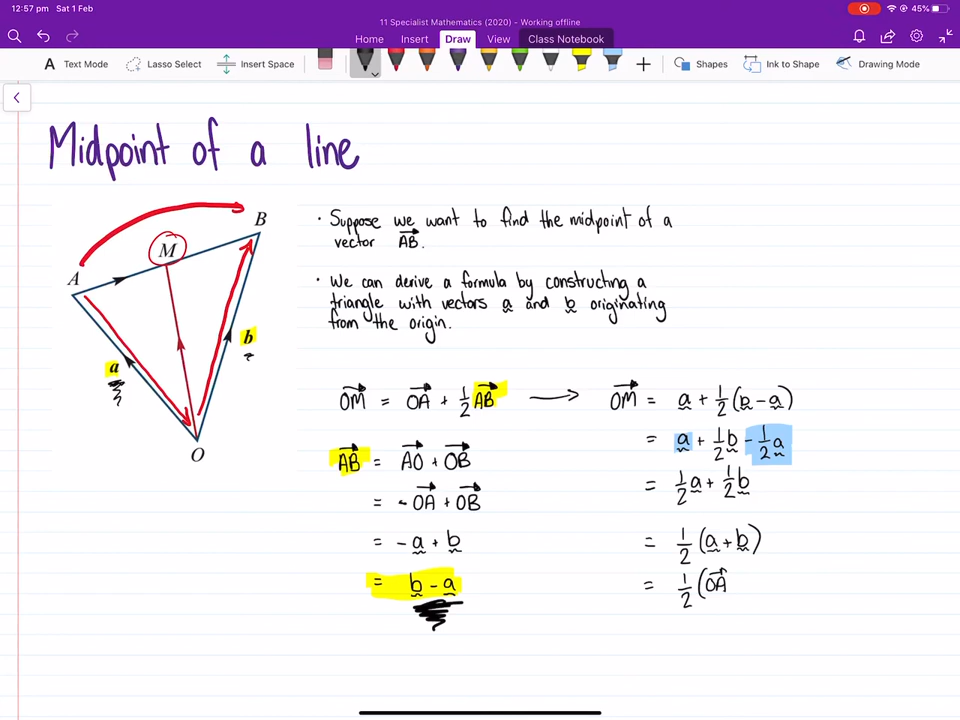 12:57 pm Sat 1 Feb
45%
11 Specialist Mathematics (2020) - Working offline
Home Insert Draw View Class Notebook
A Text Mode Lasso Select Insert Space Shapes Ink to Shape Drawing Mode
Midpoint of a line
A
M
B
a
b
O
· Suppose we want to find the midpoint of a
vector AB→.
· We can derive a formula by constructing a
triangle with vectors a̰ and b̰ originating
from the origin.
OM→ = OA→ + 1/2 AB→ ⟶ OM→ = a̰ + 1/2 (b̰ - a̰)
= a̰ + 1/2 b̰ - 1/2 a̰
AB→ = AO→ + OB→
= 1/2 a̰ + 1/2 b̰
= -OA→ + OB→
= -a̰ + b̰
= 1/2 (a̰ + b̰)
= b̰ - a̰
= 1/2 (OA→